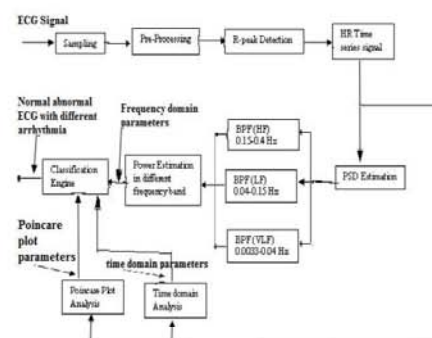 ECG Signal
Sampling
Pre-Processing
R-peak Detection
HR Time
series signal
Normal abnormal
ECG with different
arrhythmia
Frequency domain
parameters
BPF (HF)
0.15-0.4 Hz
Classification
Engine
Power Estimation
in different
frequency band
BPF (LF)
0.04-0.15 Hz
PSD Estimation
BPF (VLF)
0.0033-0.04 Hz
Poincare
plot
parameters
time domain parameters
Poincare Plot
Analysis
Time domain
Analysis